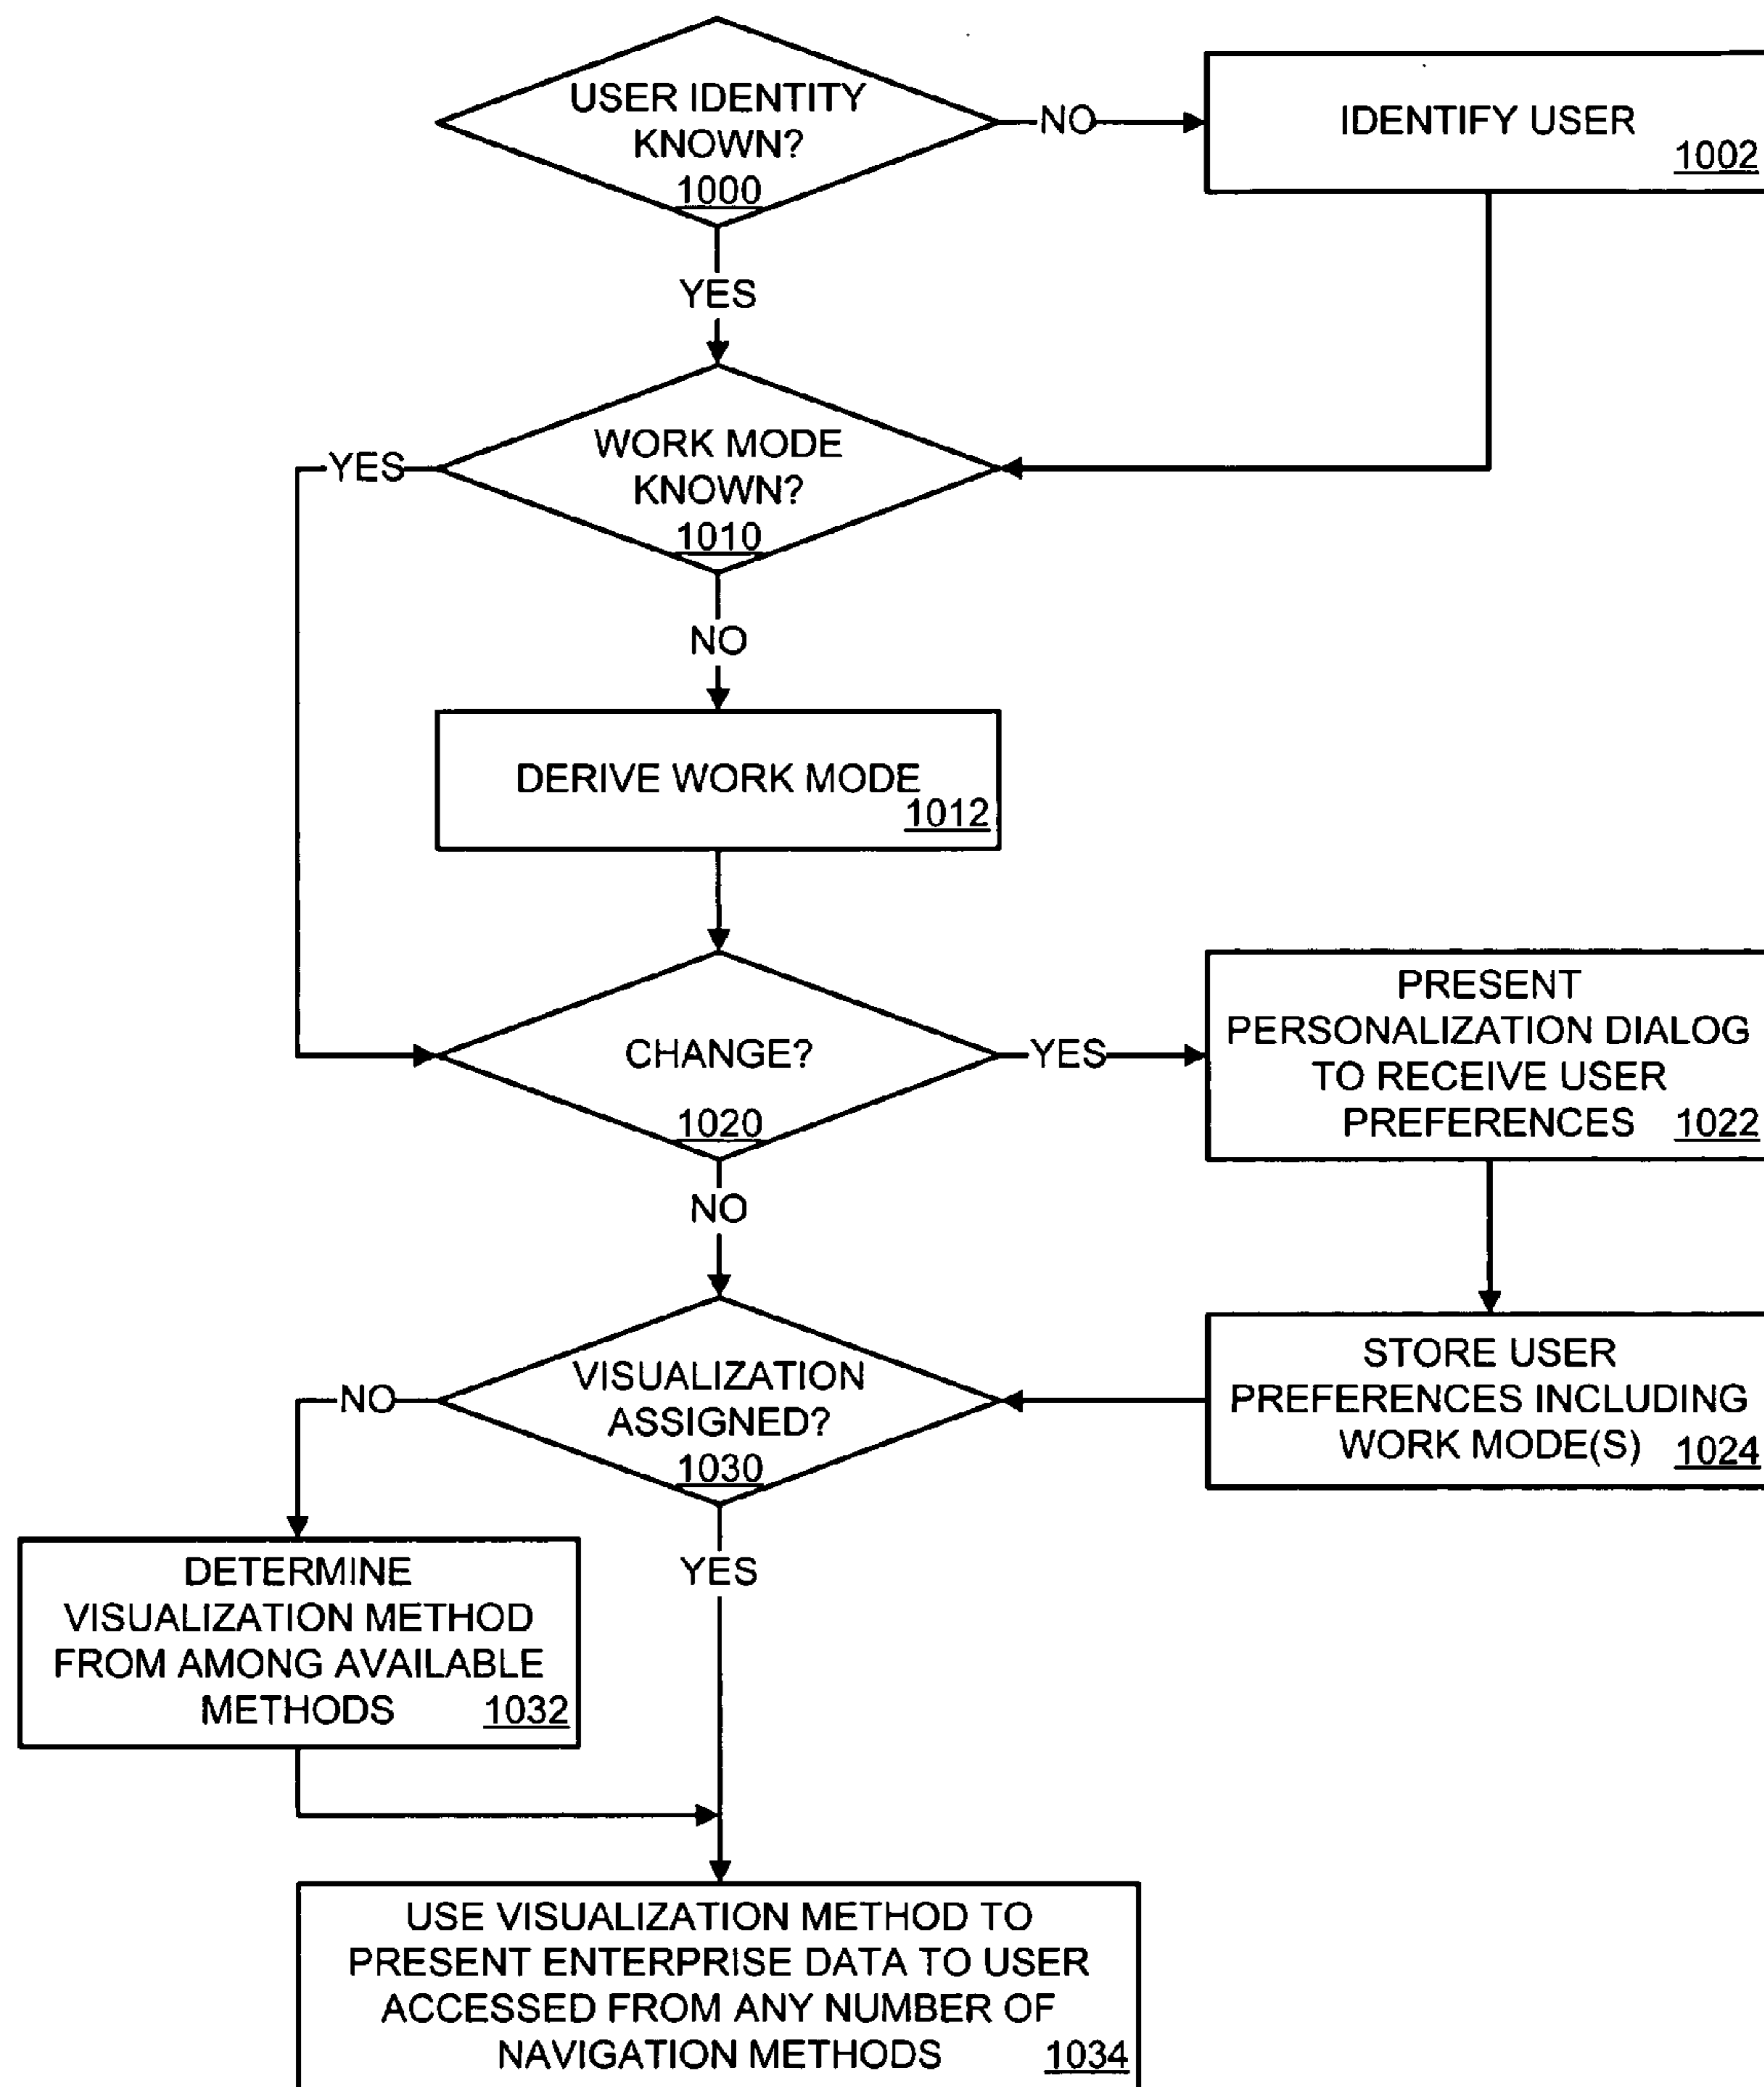 USER IDENTITY
KNOWN?
1000
NO
IDENTIFY USER
1002
YES
WORK MODE
KNOWN?
1010
YES
NO
DERIVE WORK MODE
1012
CHANGE?
1020
YES
PRESENT
PERSONALIZATION DIALOG
TO RECEIVE USER
PREFERENCES 1022
NO
STORE USER
PREFERENCES INCLUDING
WORK MODE(S) 1024
VISUALIZATION
ASSIGNED?
1030
NO
YES
DETERMINE
VISUALIZATION METHOD
FROM AMONG AVAILABLE
METHODS 1032
USE VISUALIZATION METHOD TO
PRESENT ENTERPRISE DATA TO USER
ACCESSED FROM ANY NUMBER OF
NAVIGATION METHODS 1034